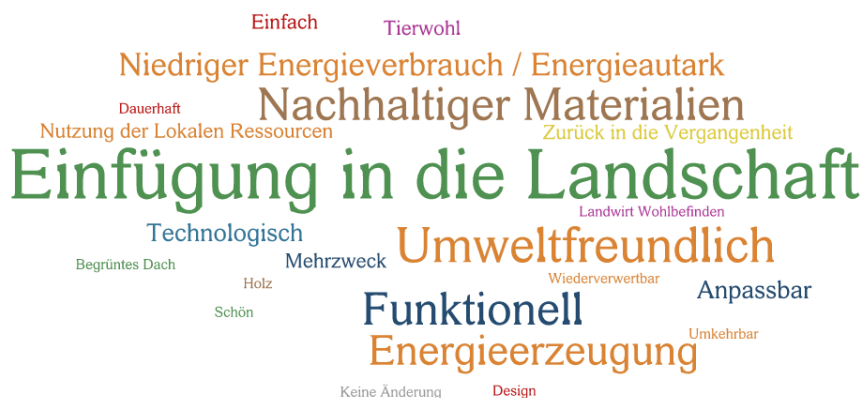 Einfach
Tierwohl
Niedriger Energieverbrauch / Energieautark
Nachhaltiger Materialien
Dauerhaft
Nutzung der Lokalen Ressourcen
Zurück in die Vergangenheit
Einfügung in die Landschaft
Landwirt Wohlbefinden
Technologisch
Umweltfreundlich
Mehrzweck
Begrüntes Dach
Wiederverwertbar
Holz
Anpassbar
Funktionell
Schön
Umkehrbar
Energieerzeugung
Keine Änderung
Design